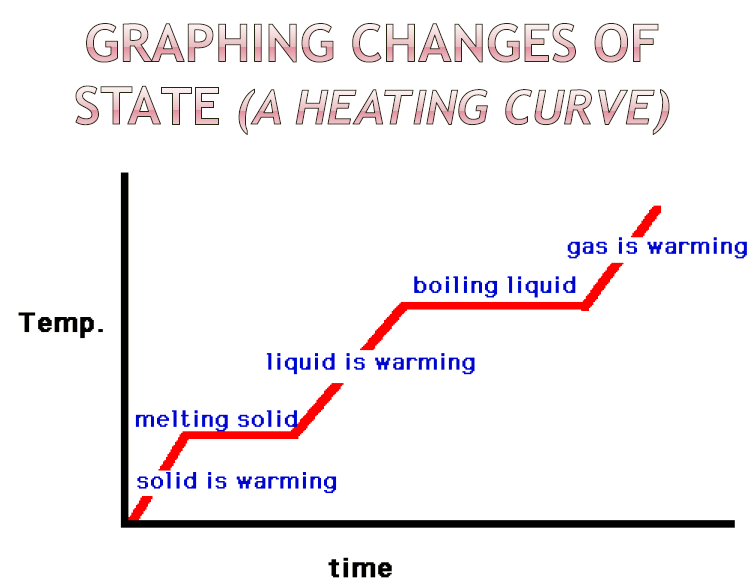 GRAPHING CHANGES OF
STATE (A HEATING CURVE)
gas is warming
boiling liquid
Temp.
liquid is warming
melting solid
solid is warming
time